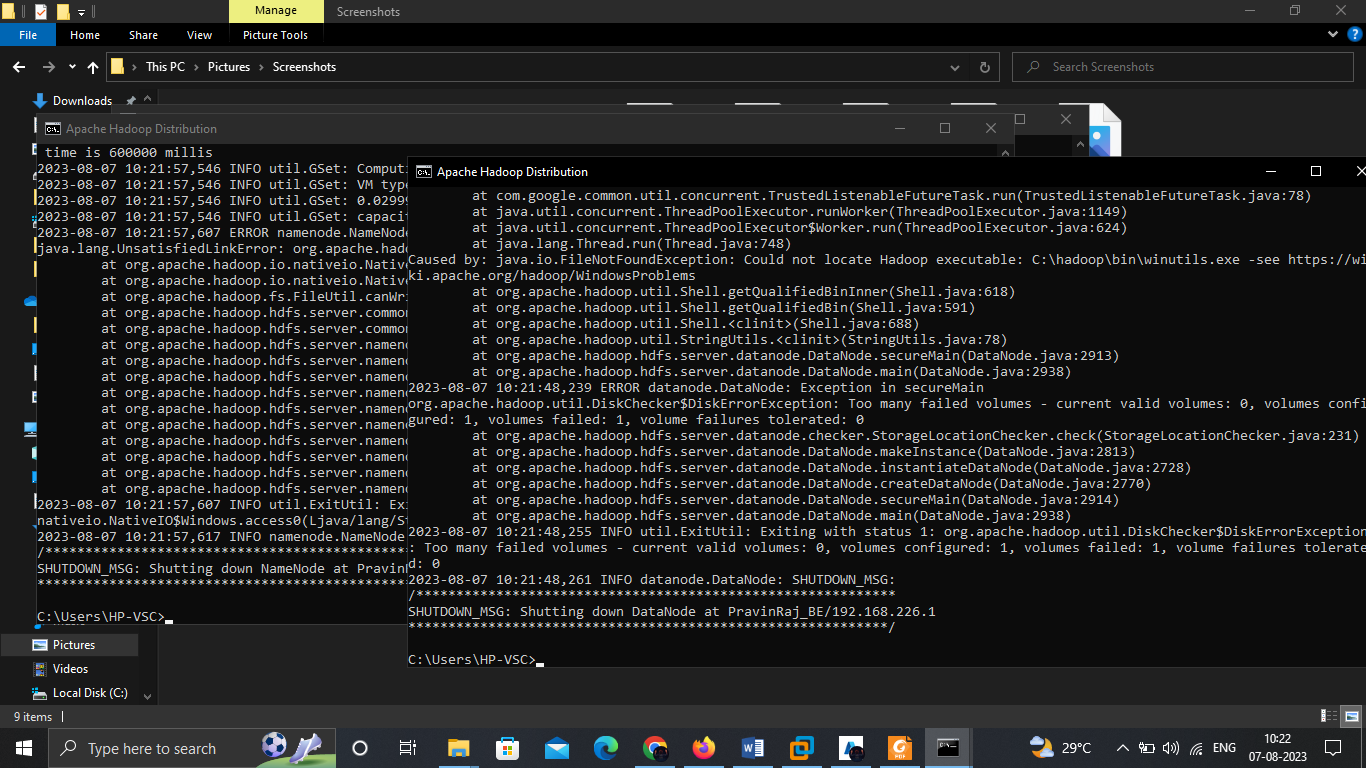 Manage
Screenshots
File
Home
Share
View
Picture Tools
This PC
Pictures
Screenshots
Search Screenshots
Downloads
Apache Hadoop Distribution
time is 600000 millis
2023-08-07 10:21:57,546 INFO util.GSet: Computi
2023-08-07 10:21:57,546 INFO util.GSet: VM type
2023-08-07 10:21:57,546 INFO util.GSet: 0.02999
2023-08-07 10:21:57,546 INFO util.GSet: capacit
2023-08-07 10:21:57,607 ERROR namenode.NameNode
java.lang.UnsatisfiedLinkError: org.apache.hado
at org.apache.hadoop.io.nativeio.Nativ
at org.apache.hadoop.io.nativeio.Nativ
at org.apache.hadoop.fs.FileUtil.canWri
at org.apache.hadoop.hdfs.server.common
at org.apache.hadoop.hdfs.server.common
at org.apache.hadoop.hdfs.server.nameno
at org.apache.hadoop.hdfs.server.nameno
at org.apache.hadoop.hdfs.server.nameno
at org.apache.hadoop.hdfs.server.nameno
at org.apache.hadoop.hdfs.server.nameno
at org.apache.hadoop.hdfs.server.nameno
at org.apache.hadoop.hdfs.server.nameno
at org.apache.hadoop.hdfs.server.nameno
at org.apache.hadoop.hdfs.server.nameno
at org.apache.hadoop.hdfs.server.nameno
2023-08-07 10:21:57,607 INFO util.ExitUtil: Exi
nativeio.NativeIO$Windows.access0(Ljava/lang/St
2023-08-07 10:21:57,617 INFO namenode.NameNode
/**********************************************
SHUTDOWN_MSG: Shutting down NameNode at PravinR
***********************************************
C:\Users\HP-VSC>
Apache Hadoop Distribution
at com.google.common.util.concurrent.TrustedListenableFutureTask.run(TrustedListenableFutureTask.java:78)
at java.util.concurrent.ThreadPoolExecutor.runWorker(ThreadPoolExecutor.java:1149)
at java.util.concurrent.ThreadPoolExecutor$Worker.run(ThreadPoolExecutor.java:624)
at java.lang.Thread.run(Thread.java:748)
Caused by: java.io.FileNotFoundException: Could not locate Hadoop executable: C:\hadoop\bin\winutils.exe -see https://wi
ki.apache.org/hadoop/WindowsProblems
at org.apache.hadoop.util.Shell.getQualifiedBinInner(Shell.java:618)
at org.apache.hadoop.util.Shell.getQualifiedBin(Shell.java:591)
at org.apache.hadoop.util.Shell.<clinit>(Shell.java:688)
at org.apache.hadoop.util.StringUtils.<clinit>(StringUtils.java:78)
at org.apache.hadoop.hdfs.server.datanode.DataNode.secureMain(DataNode.java:2913)
at org.apache.hadoop.hdfs.server.datanode.DataNode.main(DataNode.java:2938)
2023-08-07 10:21:48,239 ERROR datanode.DataNode: Exception in secureMain
org.apache.hadoop.util.DiskChecker$DiskErrorException: Too many failed volumes - current valid volumes: 0, volumes confi
gured: 1, volumes failed: 1, volume failures tolerated: 0
at org.apache.hadoop.hdfs.server.datanode.checker.StorageLocationChecker.check(StorageLocationChecker.java:231)
at org.apache.hadoop.hdfs.server.datanode.DataNode.makeInstance(DataNode.java:2813)
at org.apache.hadoop.hdfs.server.datanode.DataNode.instantiateDataNode(DataNode.java:2728)
at org.apache.hadoop.hdfs.server.datanode.DataNode.createDataNode(DataNode.java:2770)
at org.apache.hadoop.hdfs.server.datanode.DataNode.secureMain(DataNode.java:2914)
at org.apache.hadoop.hdfs.server.datanode.DataNode.main(DataNode.java:2938)
2023-08-07 10:21:48,255 INFO util.ExitUtil: Exiting with status 1: org.apache.hadoop.util.DiskChecker$DiskErrorException
: Too many failed volumes - current valid volumes: 0, volumes configured: 1, volumes failed: 1, volume failures tolerate
d: 0
2023-08-07 10:21:48,261 INFO datanode.DataNode: SHUTDOWN_MSG:
/************************************************************
SHUTDOWN_MSG: Shutting down DataNode at PravinRaj_BE/192.168.226.1
************************************************************/
C:\Users\HP-VSC>
Pictures
Videos
Local Disk (C:)
9 items
Type here to search
29°C
ENG
10:22
07-08-2023